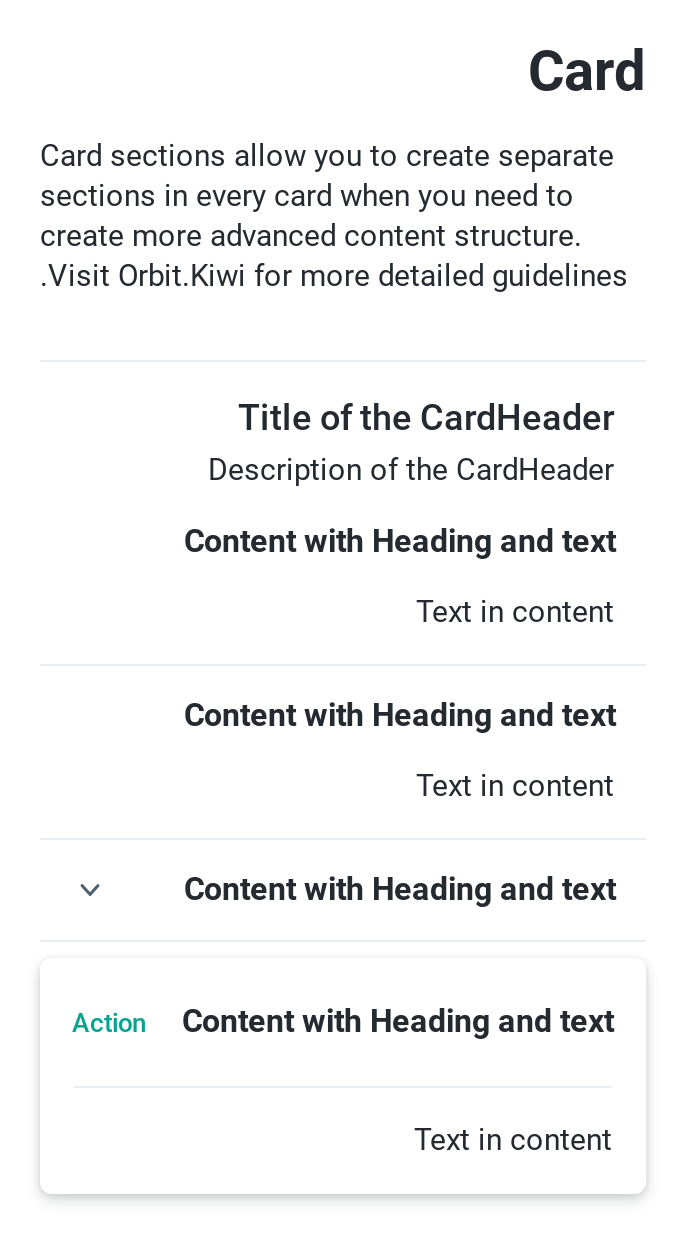 Card
Card sections allow you to create separate
sections in every card when you need to
create more advanced content structure.
.Visit Orbit.Kiwi for more detailed guidelines
Title of the CardHeader
Description of the CardHeader
Content with Heading and text
Text in content
Content with Heading and text
Text in content
Content with Heading and text
Action Content with Heading and text
Text in content